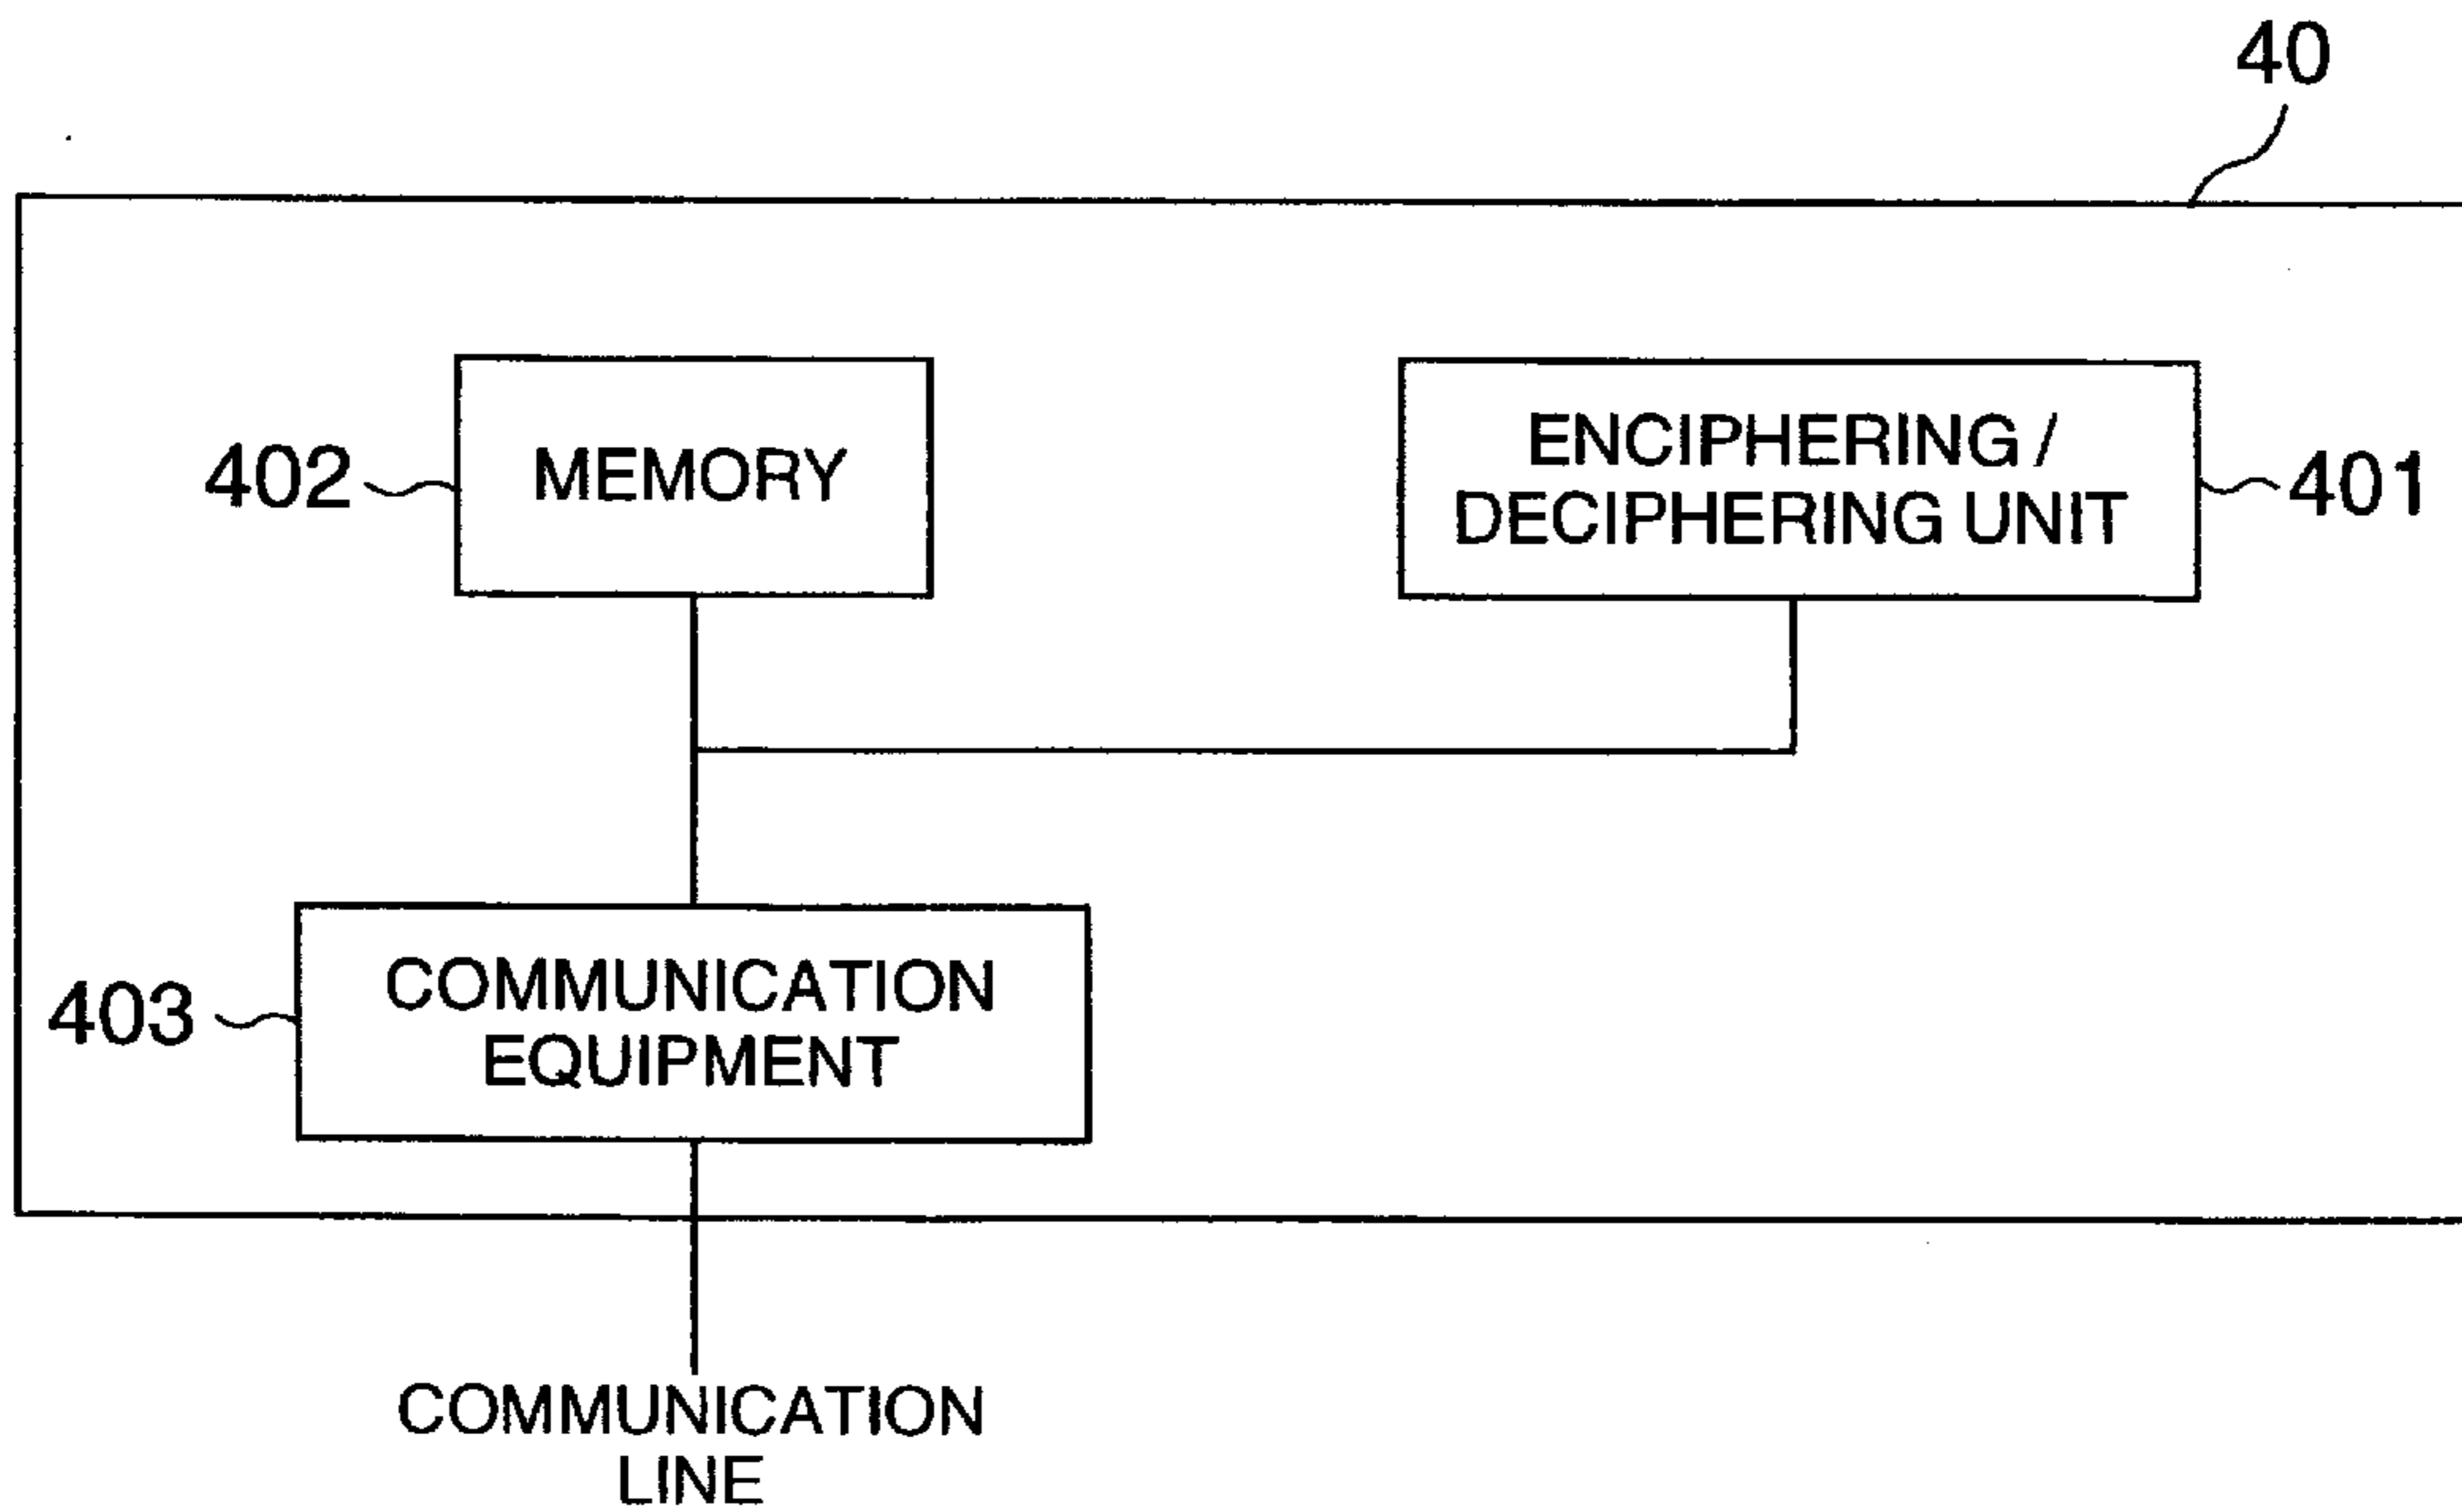 40
402
MEMORY
ENCIPHERING /
DECIPHERING UNIT
401
403
COMMUNICATION
EQUIPMENT
COMMUNICATION
LINE